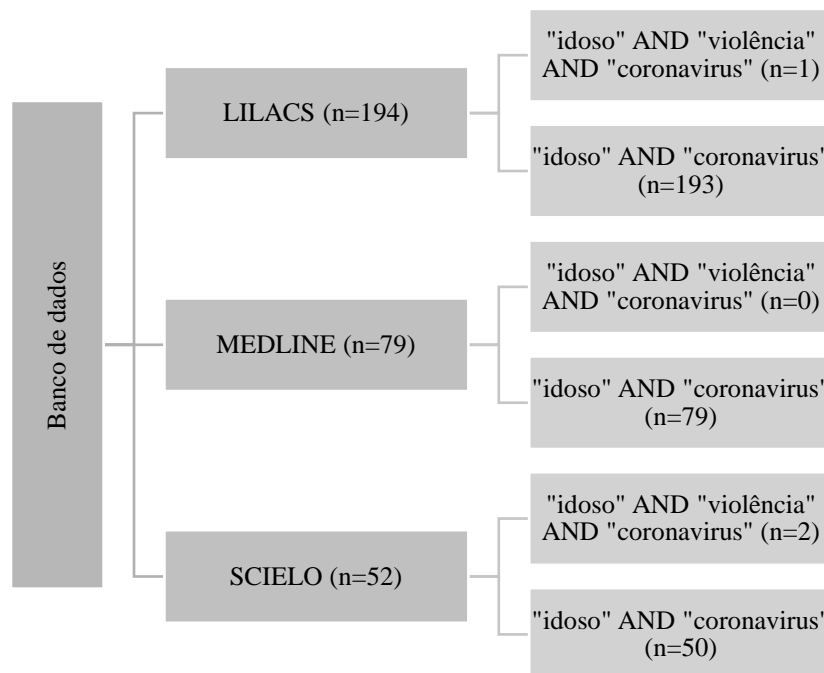 Banco de dados
LILACS (n=194)
"idoso" AND "violência"
AND "coronavirus" (n=1)
"idoso" AND "coronavirus"
(n=193)
MEDLINE (n=79)
"idoso" AND "violência"
AND "coronavirus" (n=0)
"idoso" AND "coronavirus"
(n=79)
SCIELO (n=52)
"idoso" AND "violência"
AND "coronavirus" (n=2)
"idoso" AND "coronavirus"
(n=50)